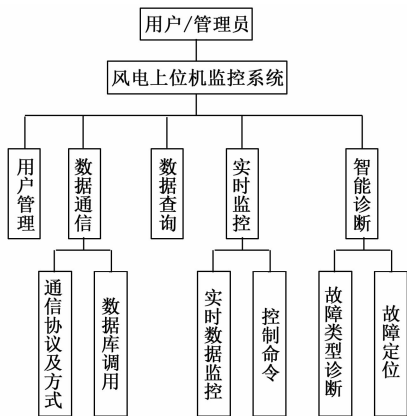 用户/管理员
风电上位机监控系统
用户管理
数据通信
数据查询
实时监控
智能诊断
通信协议及方式
数据库调用
实时数据监控
控制命令
故障类型诊断
故障定位